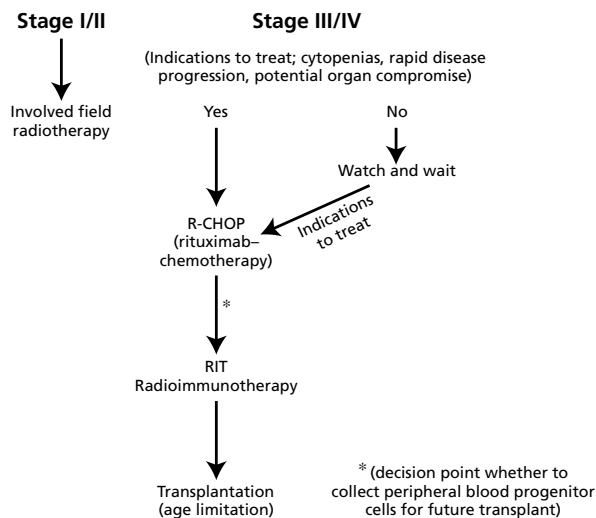 Stage I/II
Stage III/IV
(Indications to treat; cytopenias, rapid disease
progression, potential organ compromise)
Involved field
radiotherapy
Yes
No
Watch and wait
Indications
to treat
R-CHOP
(rituximab–
chemotherapy)
*
RIT
Radioimmunotherapy
Transplantation
(age limitation)
* (decision point whether to
collect peripheral blood progenitor
cells for future transplant)